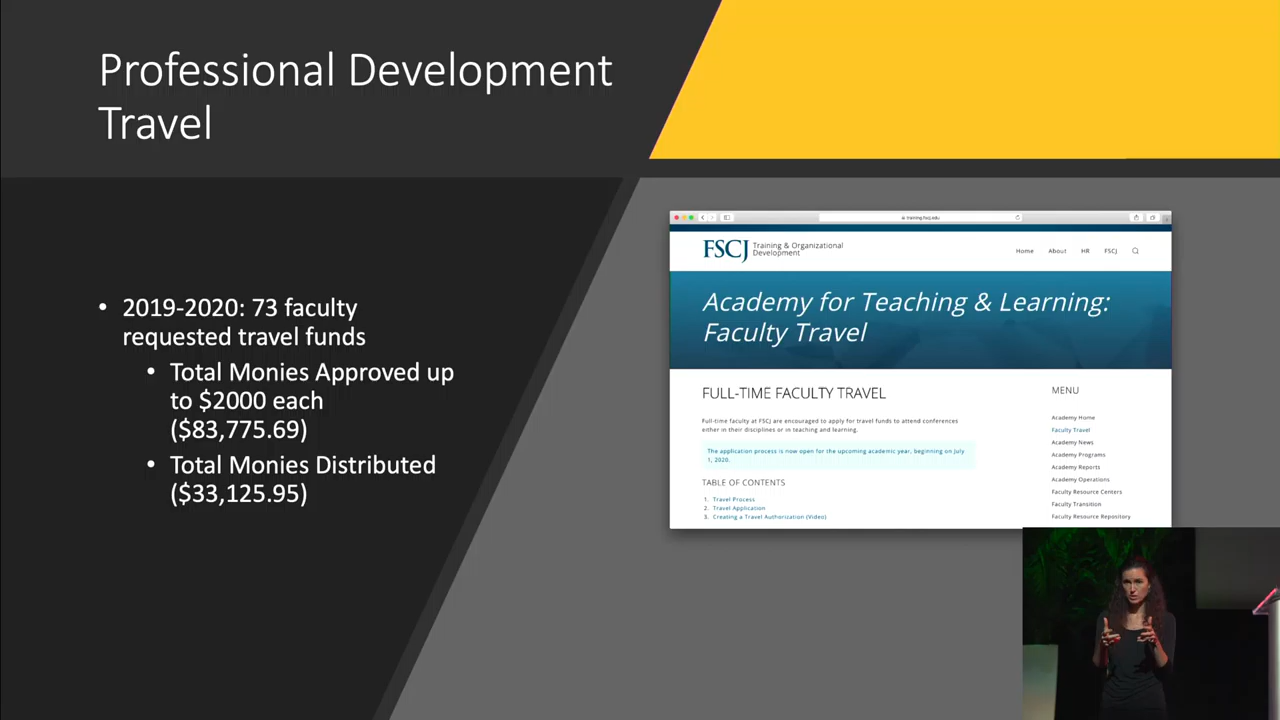 Professional Development
Travel
• 2019-2020: 73 faculty
requested travel funds
• Total Monies Approved up
to $2000 each
($83,775.69)
• Total Monies Distributed
($33,125.95)
training.fscj.edu
FSCJ Training & Organizational
Development
Home About HR FSCJ
Academy for Teaching & Learning:
Faculty Travel
FULL-TIME FACULTY TRAVEL
Full-time faculty at FSCJ are encouraged to apply for travel funds to attend conferences
either in their disciplines or in teaching and learning.
The application process is now open for the upcoming academic year, beginning on July
1, 2020.
TABLE OF CONTENTS
1. Travel Process
2. Travel Application
3. Creating a Travel Authorization (Video)
MENU
Academy Home
Faculty Travel
Academy News
Academy Programs
Academy Reports
Academy Operations
Faculty Resource Centers
Faculty Transition
Faculty Resource Repository